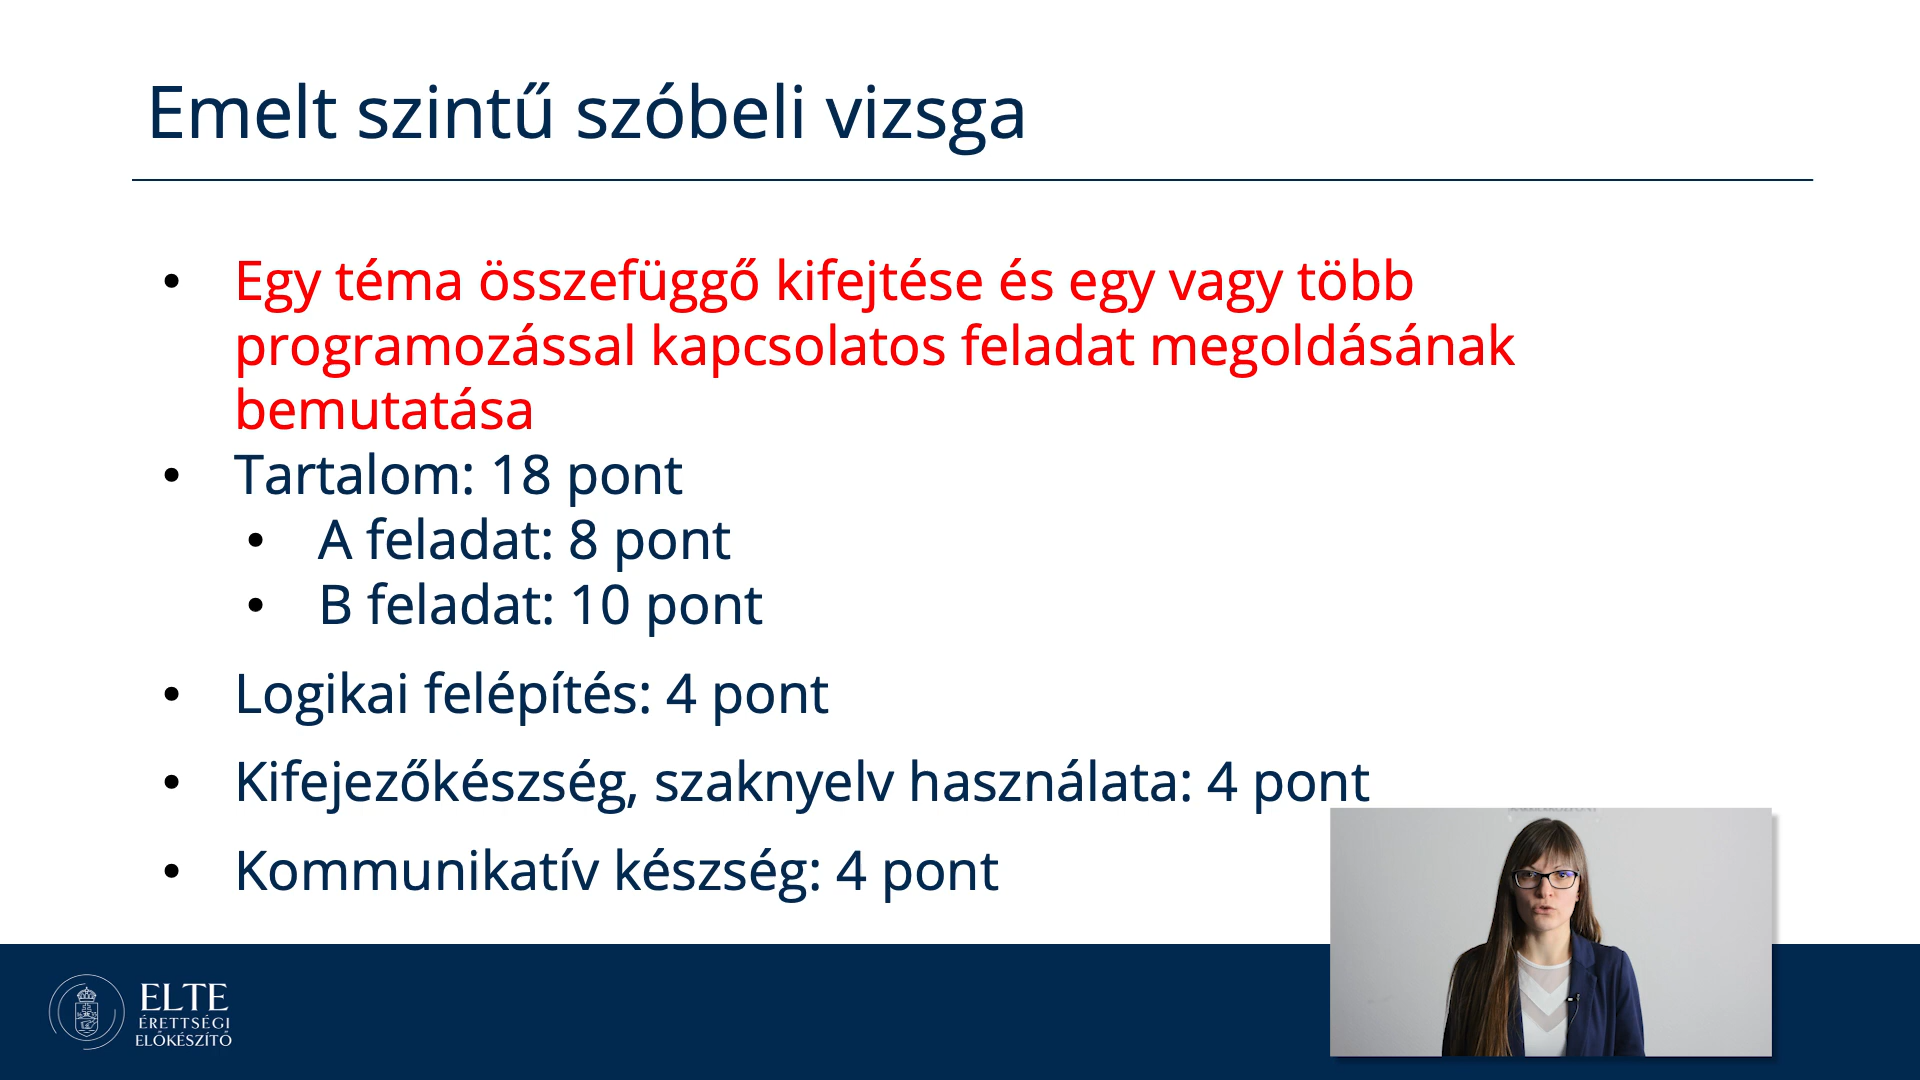 Emelt szintű szóbeli vizsga
• Egy téma összefüggő kifejtése és egy vagy több
programozással kapcsolatos feladat megoldásának
bemutatása
• Tartalom: 18 pont
• A feladat: 8 pont
• B feladat: 10 pont
• Logikai felépítés: 4 pont
• Kifejezőkészség, szaknyelv használata: 4 pont
• Kommunikatív készség: 4 pont
ELTE
ÉRETTSÉGI
ELŐKÉSZÍTŐ